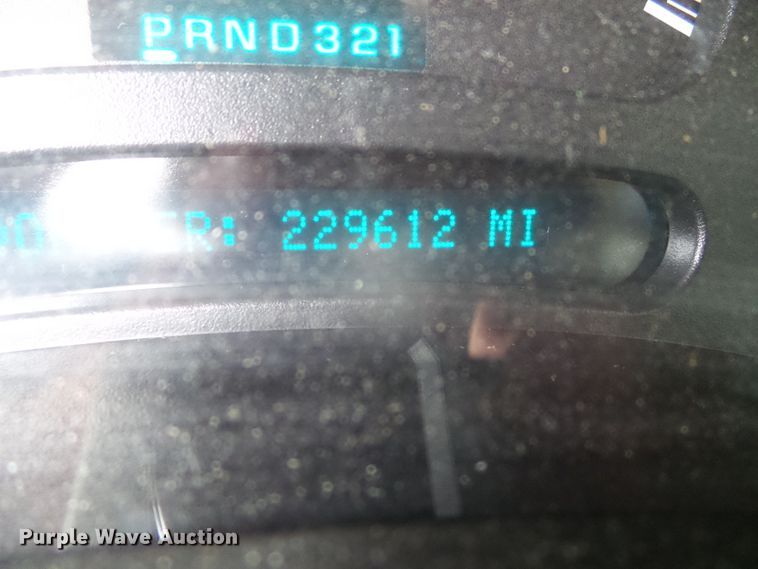 PRND321
229612 MI
Purple Wave Auction